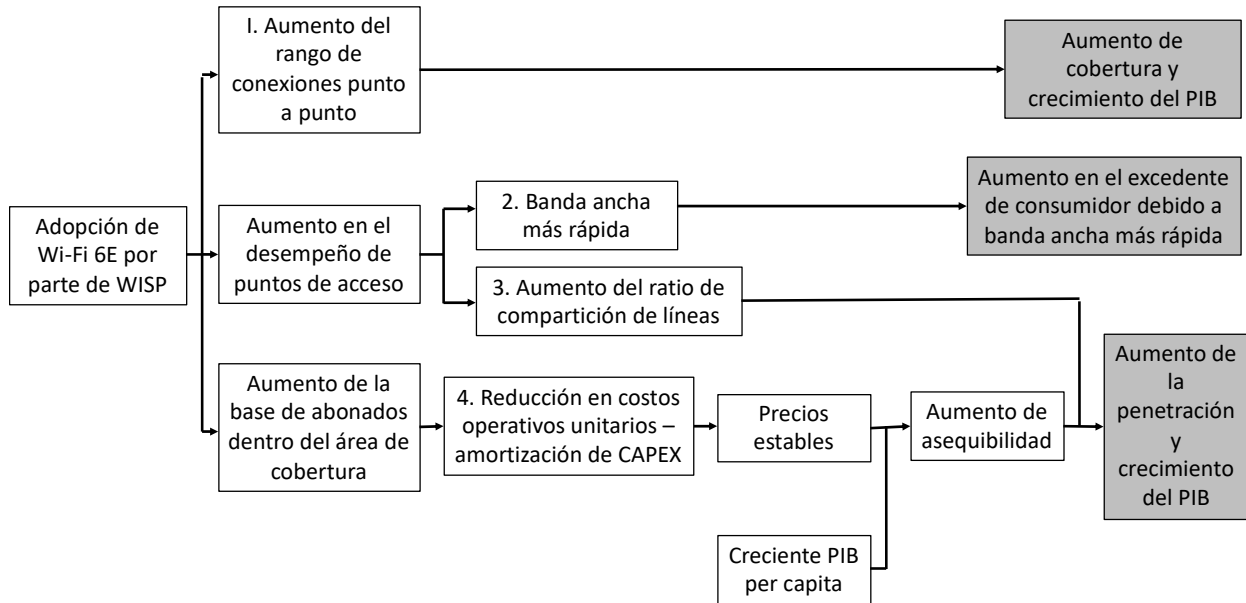 I. Aumento del
rango de
conexiones punto
a punto
Aumento de
cobertura y
crecimiento del PIB
Adopción de
Wi-Fi 6E por
parte de WISP
Aumento en el
desempeño de
puntos de acceso
2. Banda ancha
más rápida
Aumento en el excedente
de consumidor debido a
banda ancha más rápida
3. Aumento del ratio de
compartición de líneas
Aumento de la
base de abonados
dentro del área de
cobertura
4. Reducción en costos
operativos unitarios –
amortización de CAPEX
Precios
estables
Aumento de
asequibilidad
Aumento de
la
penetración
y
crecimiento
del PIB
Creciente PIB
per capita